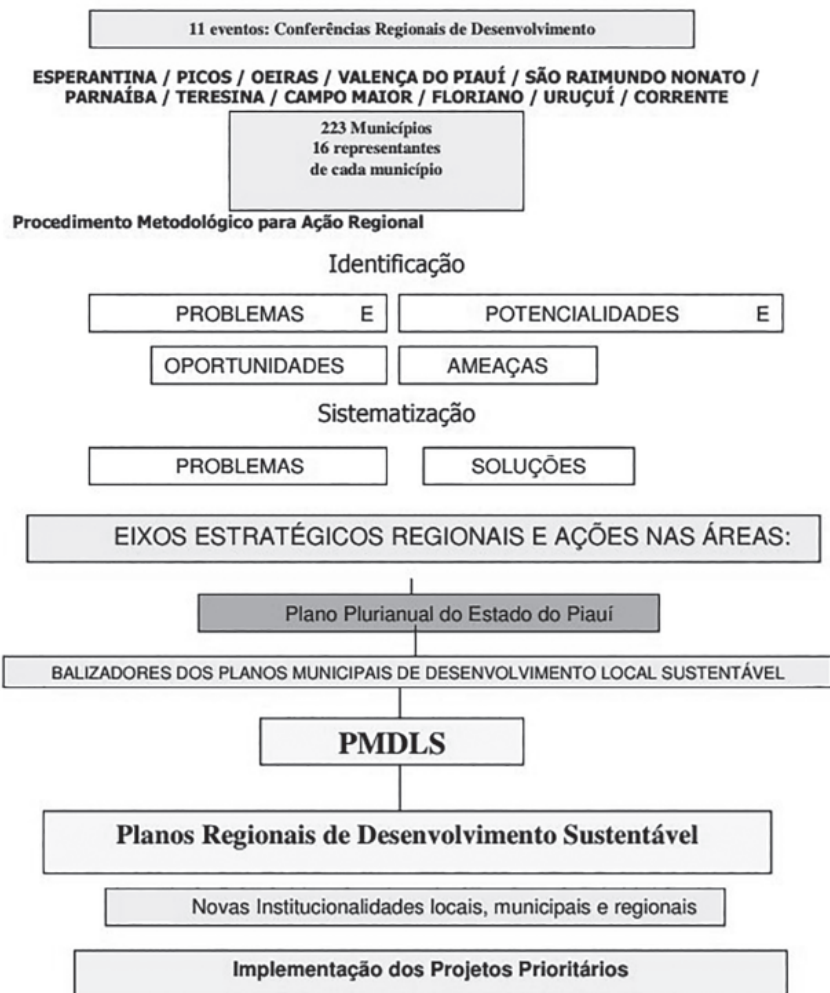 11 eventos: Conferências Regionais de Desenvolvimento
ESPERANTINA / PICOS / OEIRAS / VALENÇA DO PIAUÍ / SÃO RAIMUNDO NONATO /
PARNAÍBA / TERESINA / CAMPO MAIOR / FLORIANO / URUÇUÍ / CORRENTE
223 Municípios
16 representantes
de cada município
Procedimento Metodológico para Ação Regional
Identificação
PROBLEMAS E
POTENCIALIDADES E
OPORTUNIDADES
AMEAÇAS
Sistematização
PROBLEMAS
SOLUÇÕES
EIXOS ESTRATÉGICOS REGIONAIS E AÇÕES NAS ÁREAS:
Plano Plurianual do Estado do Piauí
BALIZADORES DOS PLANOS MUNICIPAIS DE DESENVOLVIMENTO LOCAL SUSTENTÁVEL
PMDLS
Planos Regionais de Desenvolvimento Sustentável
Novas Institucionalidades locais, municipais e regionais
Implementação dos Projetos Prioritários